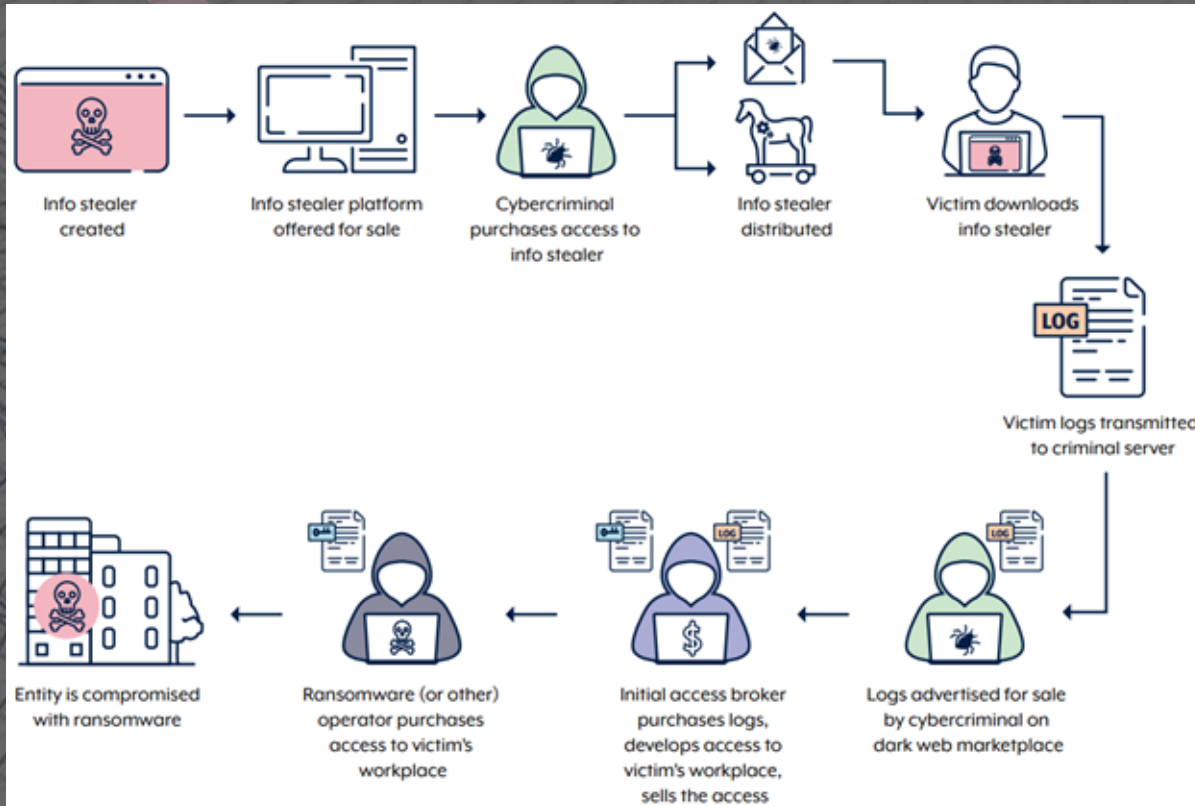 Info stealer
created
Info stealer platform
offered for sale
Cybercriminal
purchases access to
info stealer
Info stealer
distributed
Victim downloads
info stealer
LOG
Victim logs transmitted
to criminal server
LOG
LOG
$
Entity is compromised
with ransomware
Ransomware (or other)
operator purchases
access to victim's
workplace
Initial access broker
purchases logs,
develops access to
victim's workplace,
sells the access
Logs advertised for sale
by cybercriminal on
dark web marketplace